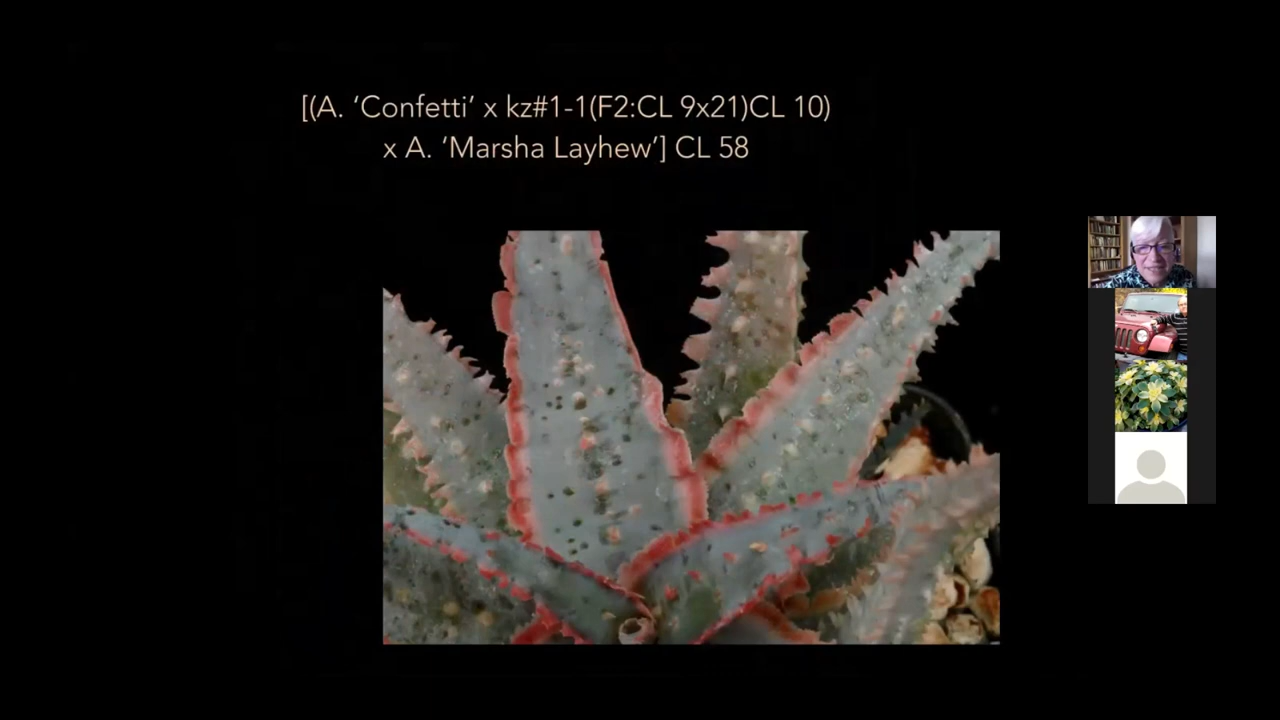 [(A. ‘Confetti’ x kz#1-1(F2:CL 9x21)CL 10)
x A. ‘Marsha Layhew’] CL 58